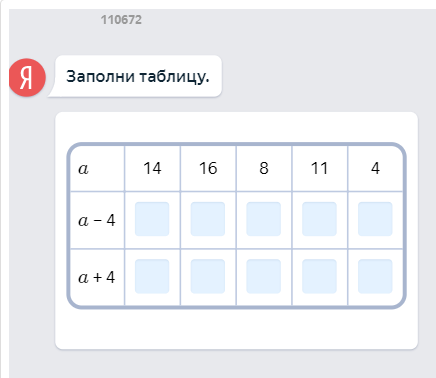 110672
Я
Заполни таблицу.
a 14 16 8 11 4
a − 4
a + 4